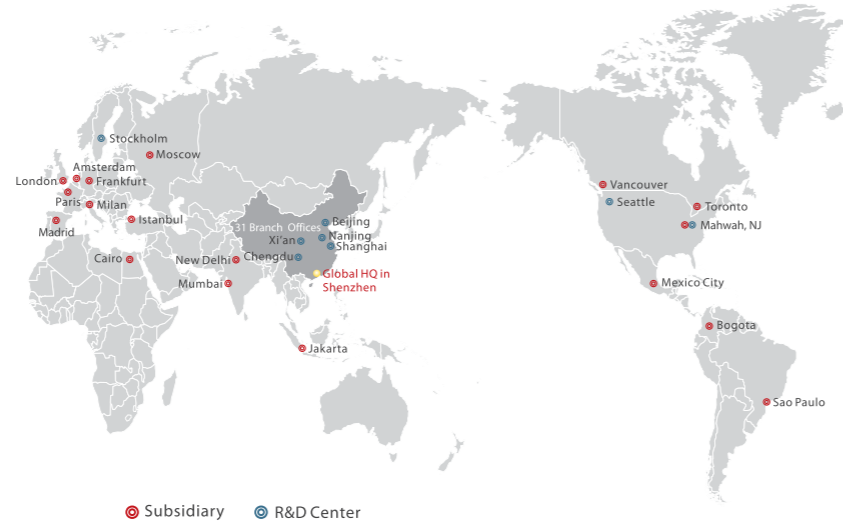 Stockholm
Moscow
Amsterdam
London
Frankfurt
Paris
Milan
Madrid
Istanbul
31 Branch Offices
Beijing
Xi'an
Nanjing
Shanghai
Cairo
New Delhi
Chengdu
Global HQ in
Shenzhen
Mumbai
Jakarta
Vancouver
Seattle
Toronto
Mahwah, NJ
Mexico City
Bogota
Sao Paulo
Subsidiary
R&D Center